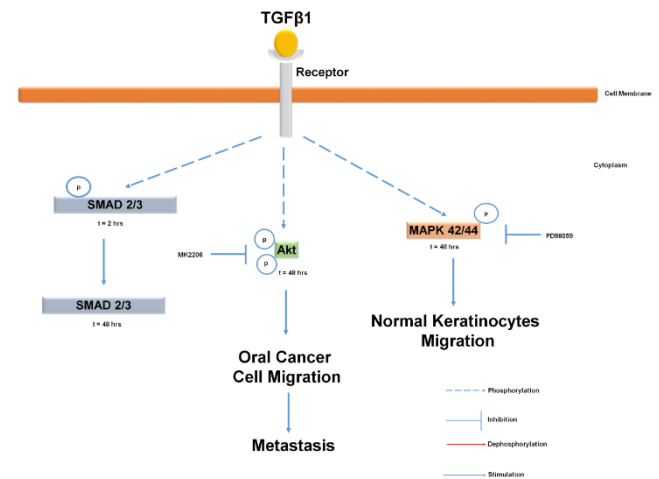 TGFβ1
Receptor
Cell Membrane
Cytoplasm
P
SMAD 2/3
t = 2 hrs
P
MAPK 42/44
t = 48 hrs
PD98059
MK2206
P
Akt
P
t = 48 hrs
SMAD 2/3
t = 48 hrs
Normal Keratinocytes
Migration
Oral Cancer
Cell Migration
Metastasis
Phosphorylation
Inhibition
Dephosphorylation
Stimulation